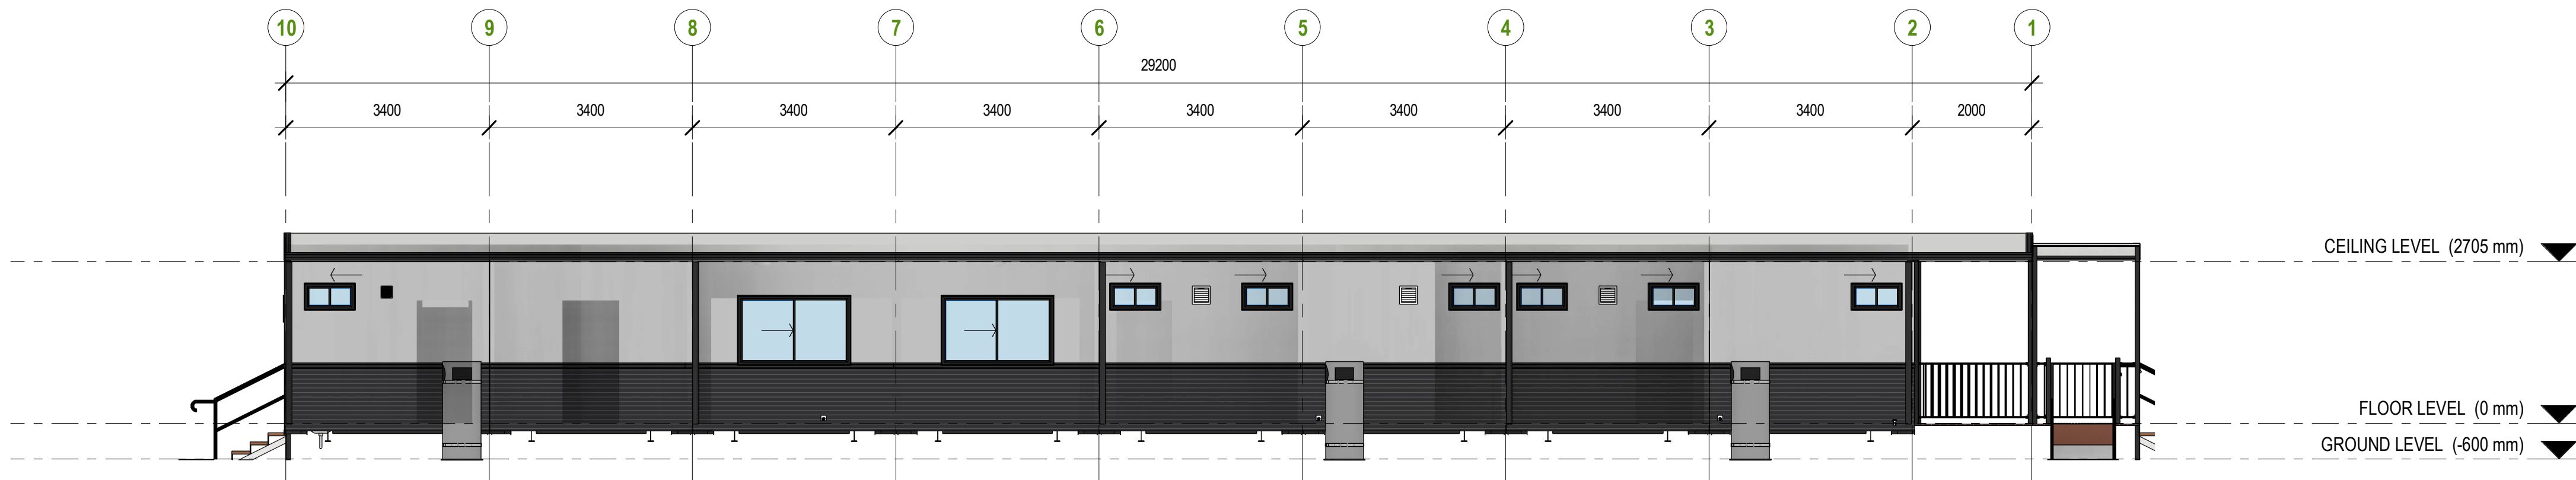 10 9 8 7 6 5 4 3 2 1
29200
3400 3400 3400 3400 3400 3400 3400 3400 2000
CEILING LEVEL (2705 mm)
FLOOR LEVEL (0 mm)
GROUND LEVEL (-600 mm)